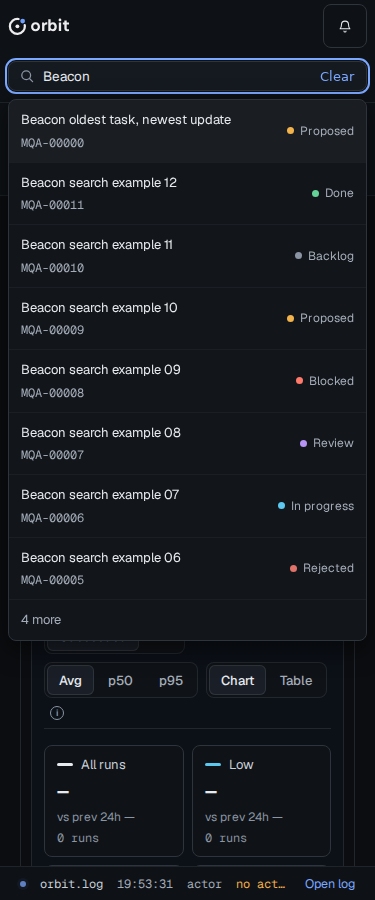 orbit
Beacon
Clear
Beacon oldest task, newest update
MQA-00000
Proposed
Beacon search example 12
MQA-00011
Done
Beacon search example 11
MQA-00010
Backlog
Beacon search example 10
MQA-00009
Proposed
Beacon search example 09
MQA-00008
Blocked
Beacon search example 08
MQA-00007
Review
Beacon search example 07
MQA-00006
In progress
Beacon search example 06
MQA-00005
Rejected
4 more
Avg p50 p95 Chart Table
All runs
—
vs prev 24h —
0 runs
Low
—
vs prev 24h —
0 runs
orbit.log 19:53:31 actor no act… Open log